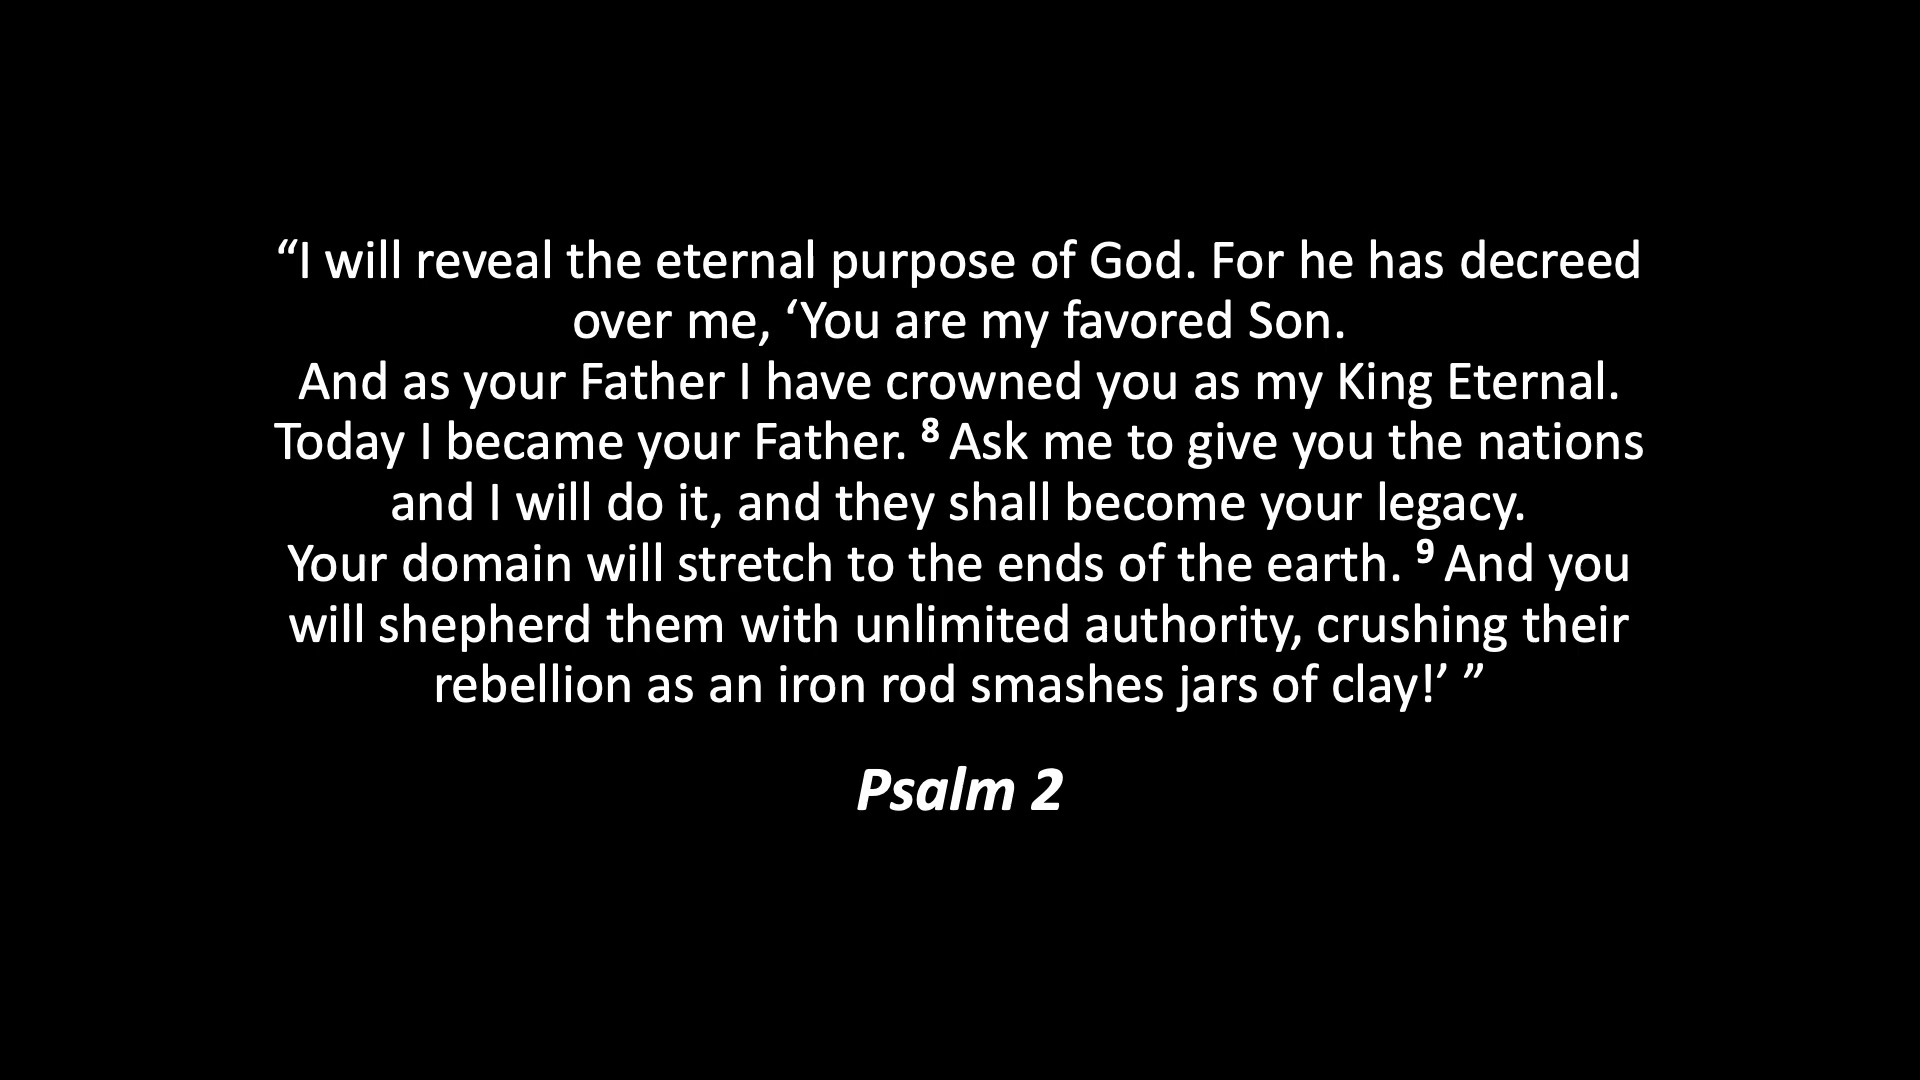 “I will reveal the eternal purpose of God. For he has decreed
over me, ‘You are my favored Son.
And as your Father I have crowned you as my King Eternal.
Today I became your Father. ⁸ Ask me to give you the nations
and I will do it, and they shall become your legacy.
Your domain will stretch to the ends of the earth. ⁹ And you
will shepherd them with unlimited authority, crushing their
rebellion as an iron rod smashes jars of clay!’ ”
Psalm 2